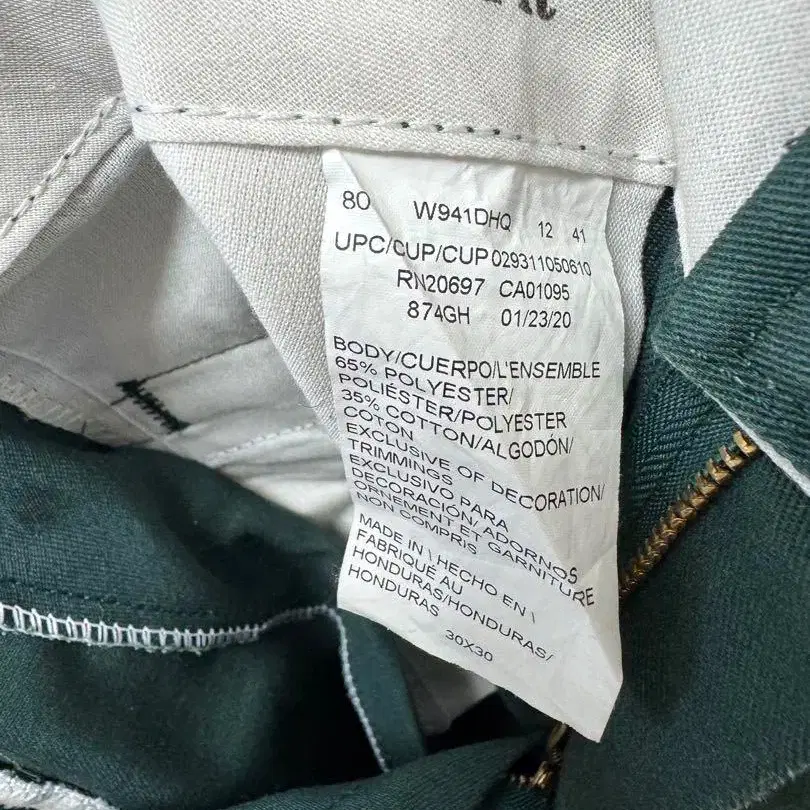 80 W941DHQ 12 41
UPC/CUP/CUP 029311050610
RN20697 CA01095
874GH 01/23/20
BODY/CUERPO/L'ENSEMBLE
65% POLYESTER/
POLIÉSTER/POLYESTER
35% COTTON/ALGODÓN/
COTON
EXCLUSIVE OF DECORATION/
TRIMMINGS
EXCLUSIVO PARA
DECORACIÓN/ADORNOS
ORNEMENT ET GARNITURE
NON COMPRIS
MADE IN \ HECHO EN \
FABRIQUÉ AU
HONDURAS/HONDURAS/
HONDURAS
30X30